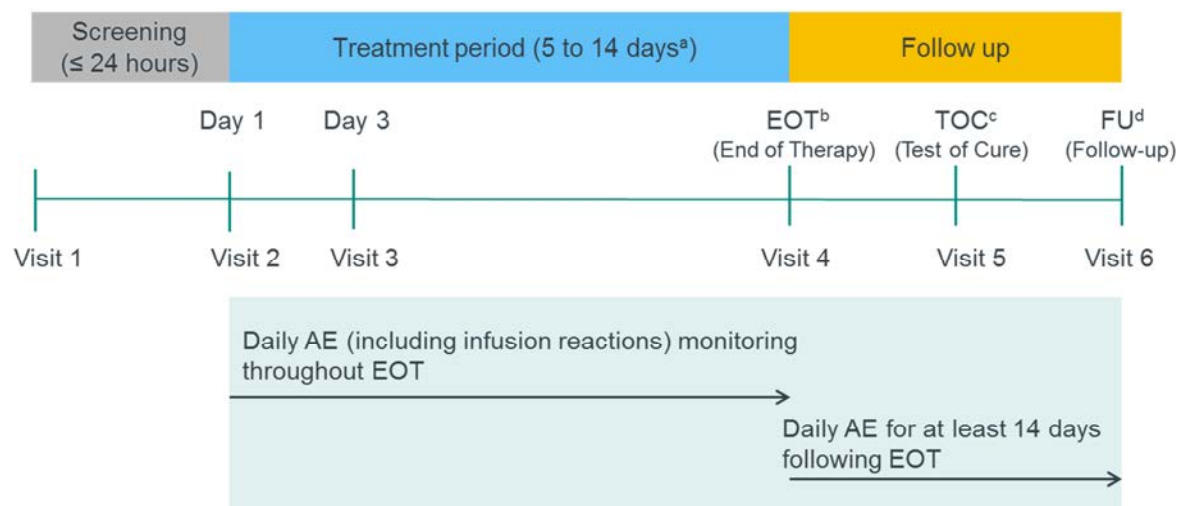 Screening
(≤ 24 hours)
Treatment period (5 to 14 daysᵃ)
Follow up
Day 1
Day 3
EOTᵇ
(End of Therapy)
TOCᶜ
(Test of Cure)
FUᵈ
(Follow-up)
Visit 1
Visit 2
Visit 3
Visit 4
Visit 5
Visit 6
Daily AE (including infusion reactions) monitoring
throughout EOT
Daily AE for at least 14 days
following EOT